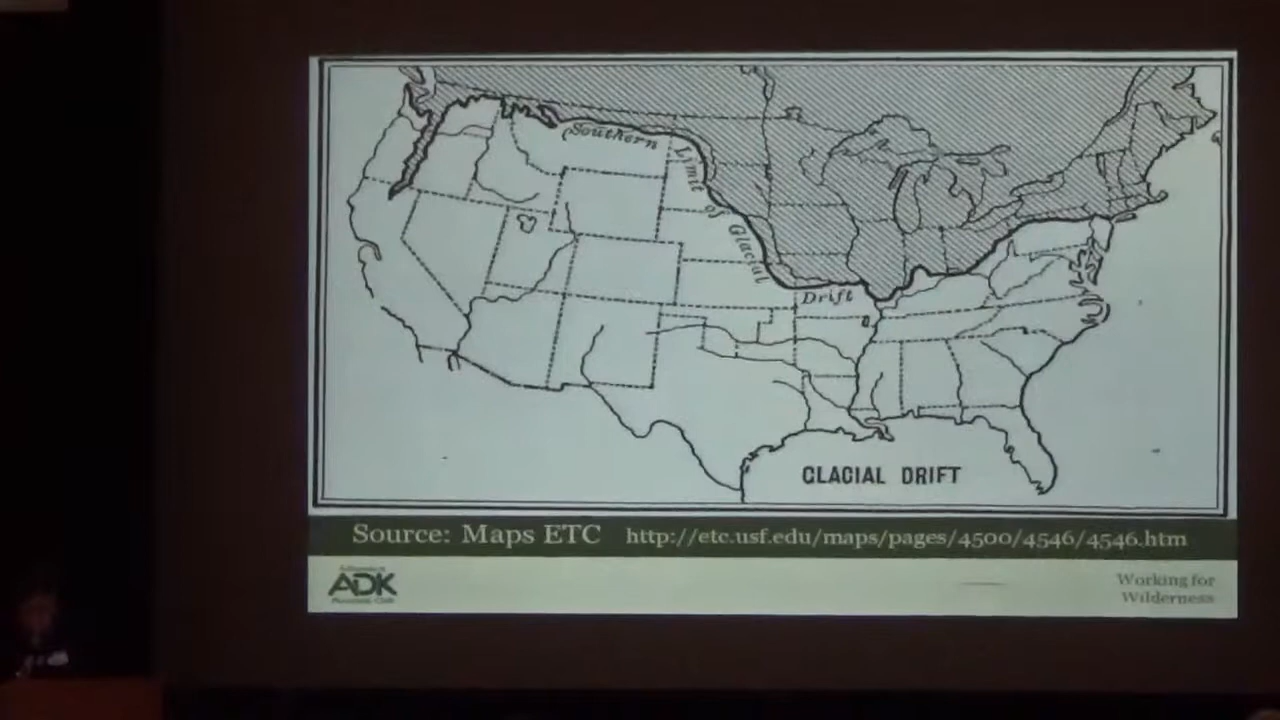 Southern Limit of Glacial Drift
GLACIAL DRIFT
Source: Maps ETC http://etc.usf.edu/maps/pages/4500/4546/4546.htm
ADK
Working for
Wilderness